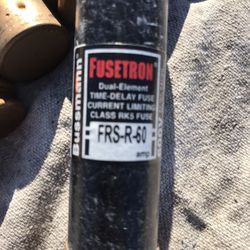 Bussmann
FUSETRON
Dual-Element
TIME-DELAY FUSE
CURRENT LIMITING
CLASS RK5 FUSE
FRS-R-60
amp